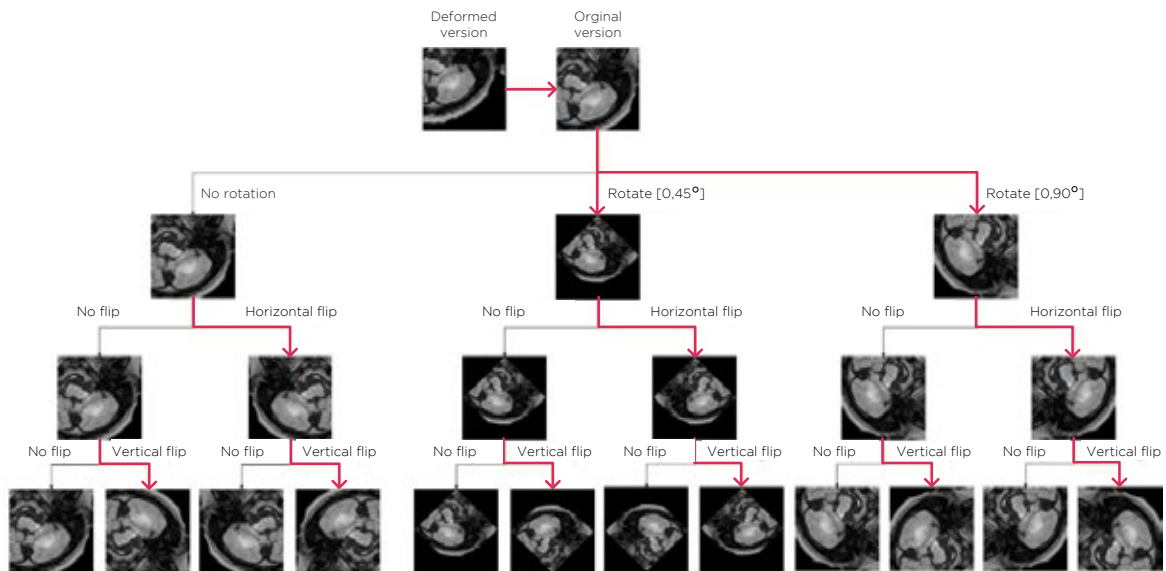 Deformed
version
Orginal
version
No rotation
Rotate [0,45°]
Rotate [0,90°]
No flip
Horizontal flip
No flip
Horizontal flip
No flip
Horizontal flip
No flip
Vertical flip
No flip
Vertical flip
No flip
Vertical flip
No flip
Vertical flip
No flip
Vertical flip
No flip
Vertical flip